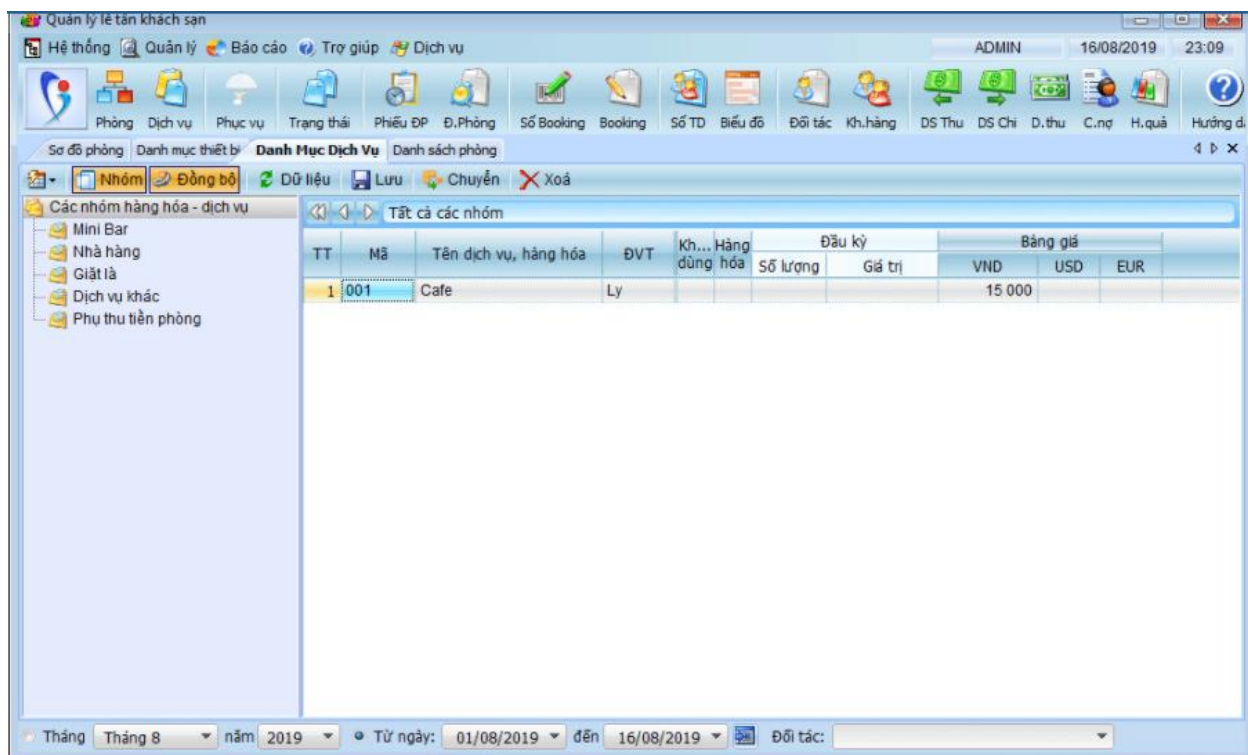 Quản lý lễ tân khách sạn
Hệ thống Quản lý Báo cáo Trợ giúp Dịch vụ ADMIN 16/08/2019 23:09
Phòng Dịch vụ Phục vụ Trạng thái Phiếu ĐP Đ.Phòng Sổ Booking Booking Sổ TD Biểu đồ Đối tác Kh.hàng DS Thu DS Chi D.thu C.nợ H.quả Hướng d
Sơ đồ phòng Danh mục thiết bị Danh Mục Dịch Vụ Danh sách phòng
Nhóm Đồng bộ Dữ liệu Lưu Chuyển Xoá
Các nhóm hàng hóa - dịch vụ
Mini Bar
Nhà hàng
Giặt là
Dịch vụ khác
Phụ thu tiền phòng
Tất cả các nhóm
TT Mã Tên dịch vụ, hàng hóa ĐVT Kh... dùng Hàng hóa Đầu kỳ Bảng giá
Số lượng Giá trị VND USD EUR
1 001 Cafe Ly 15 000
Tháng Tháng 8 năm 2019 Từ ngày: 01/08/2019 đến 16/08/2019 Đối tác: